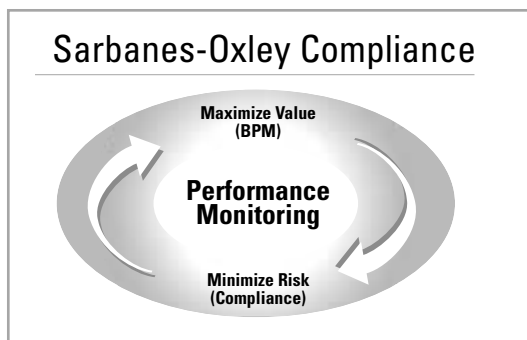 Sarbanes-Oxley Compliance
Maximize Value
(BPM)
Performance
Monitoring
Minimize Risk
(Compliance)